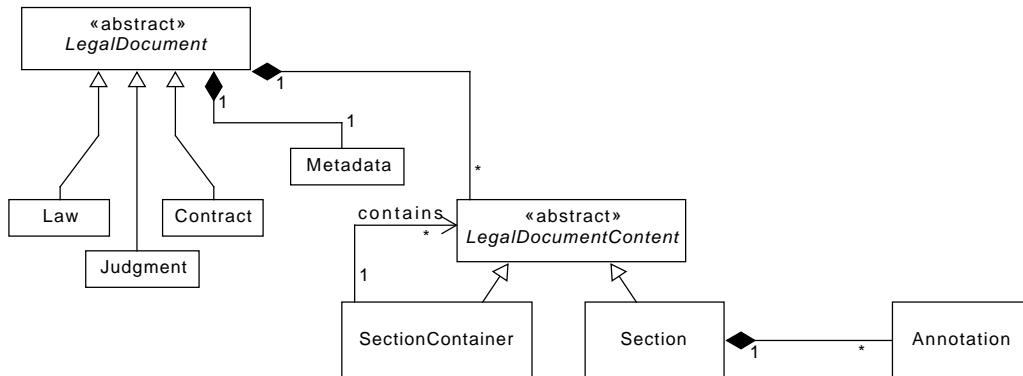 «abstract»
LegalDocument
1
1
1
Metadata
*
Law
Contract
contains
*
«abstract»
LegalDocumentContent
Judgment
1
SectionContainer
Section
1
*
Annotation